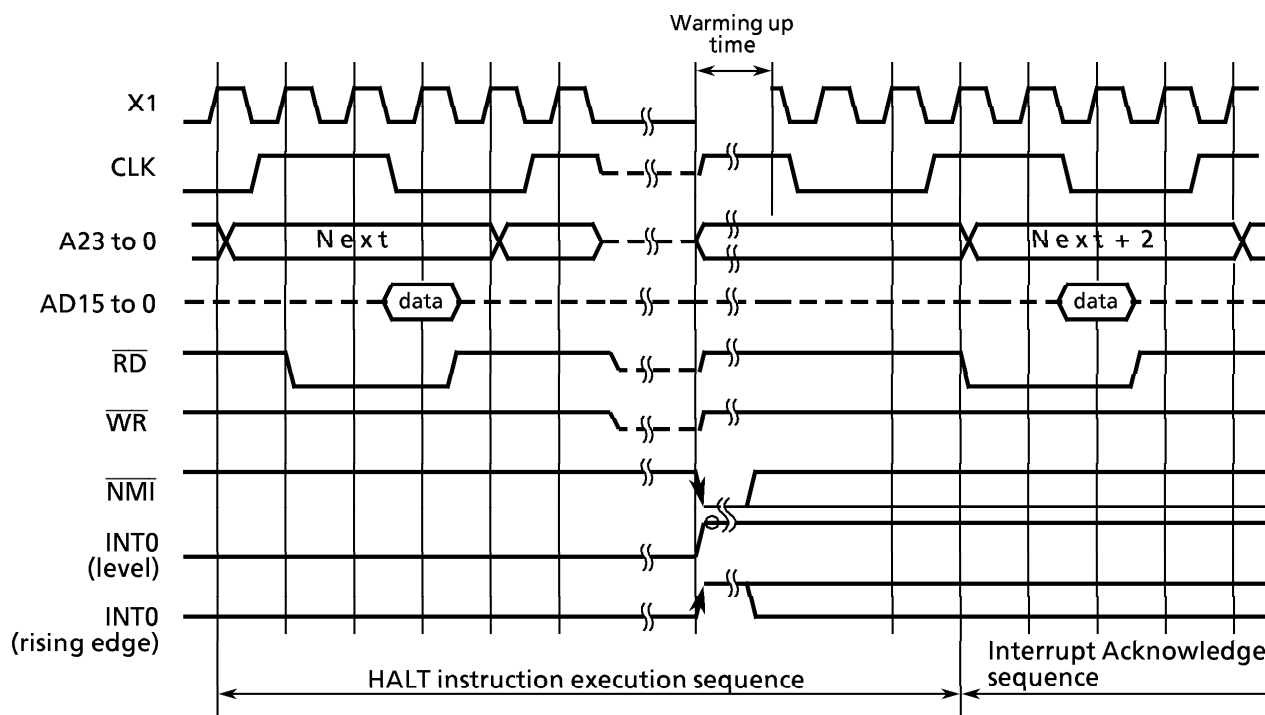 Warming up
time
X1
CLK
A23 to 0
Next
Next + 2
AD15 to 0
data
data
RD
WR
NMI
INT0
(level)
INT0
(rising edge)
HALT instruction execution sequence
Interrupt Acknowledge
sequence